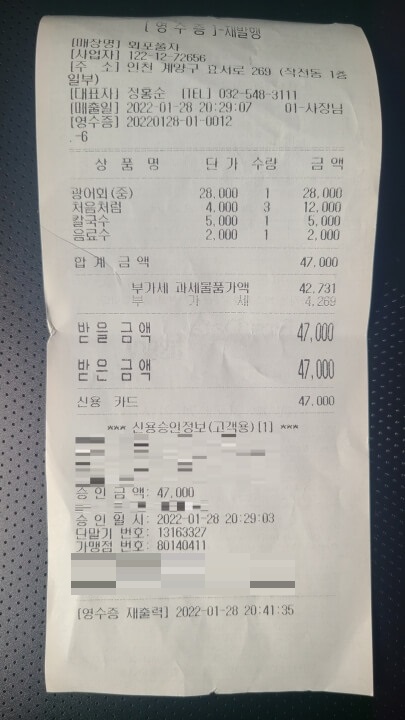 [영수증]-재발행
[매장명] 회포풀자
[사업자] 122-12-72656
[주 소] 인천 계양구 효서로 269 (작전동 1층
일부)
[대표자] 정홍순 [TEL] 032-548-3111
[매출일] 2022-01-28 20:29:07 01-사장님
[영수증] 20220128-01-0012
-6
상 품 명 단 가 수량 금 액
광어회(중) 28,000 1 28,000
처음처럼 4,000 3 12,000
칼국수 5,000 1 5,000
음료수 2,000 1 2,000
합 계 금 액 47,000
부가세 과세물품가액 42,731
부 가 세 4,269
받을 금액 47,000
받은 금액 47,000
신용 카드 47,000
*** 신용승인정보(고객용)[1] ***
승 인 금 액: 47,000
승 인 일 시: 2022-01-28 20:29:03
단말기 번호: 13163327
가맹점 번호: 80140411
[영수증 재출력] 2022-01-28 20:41:35